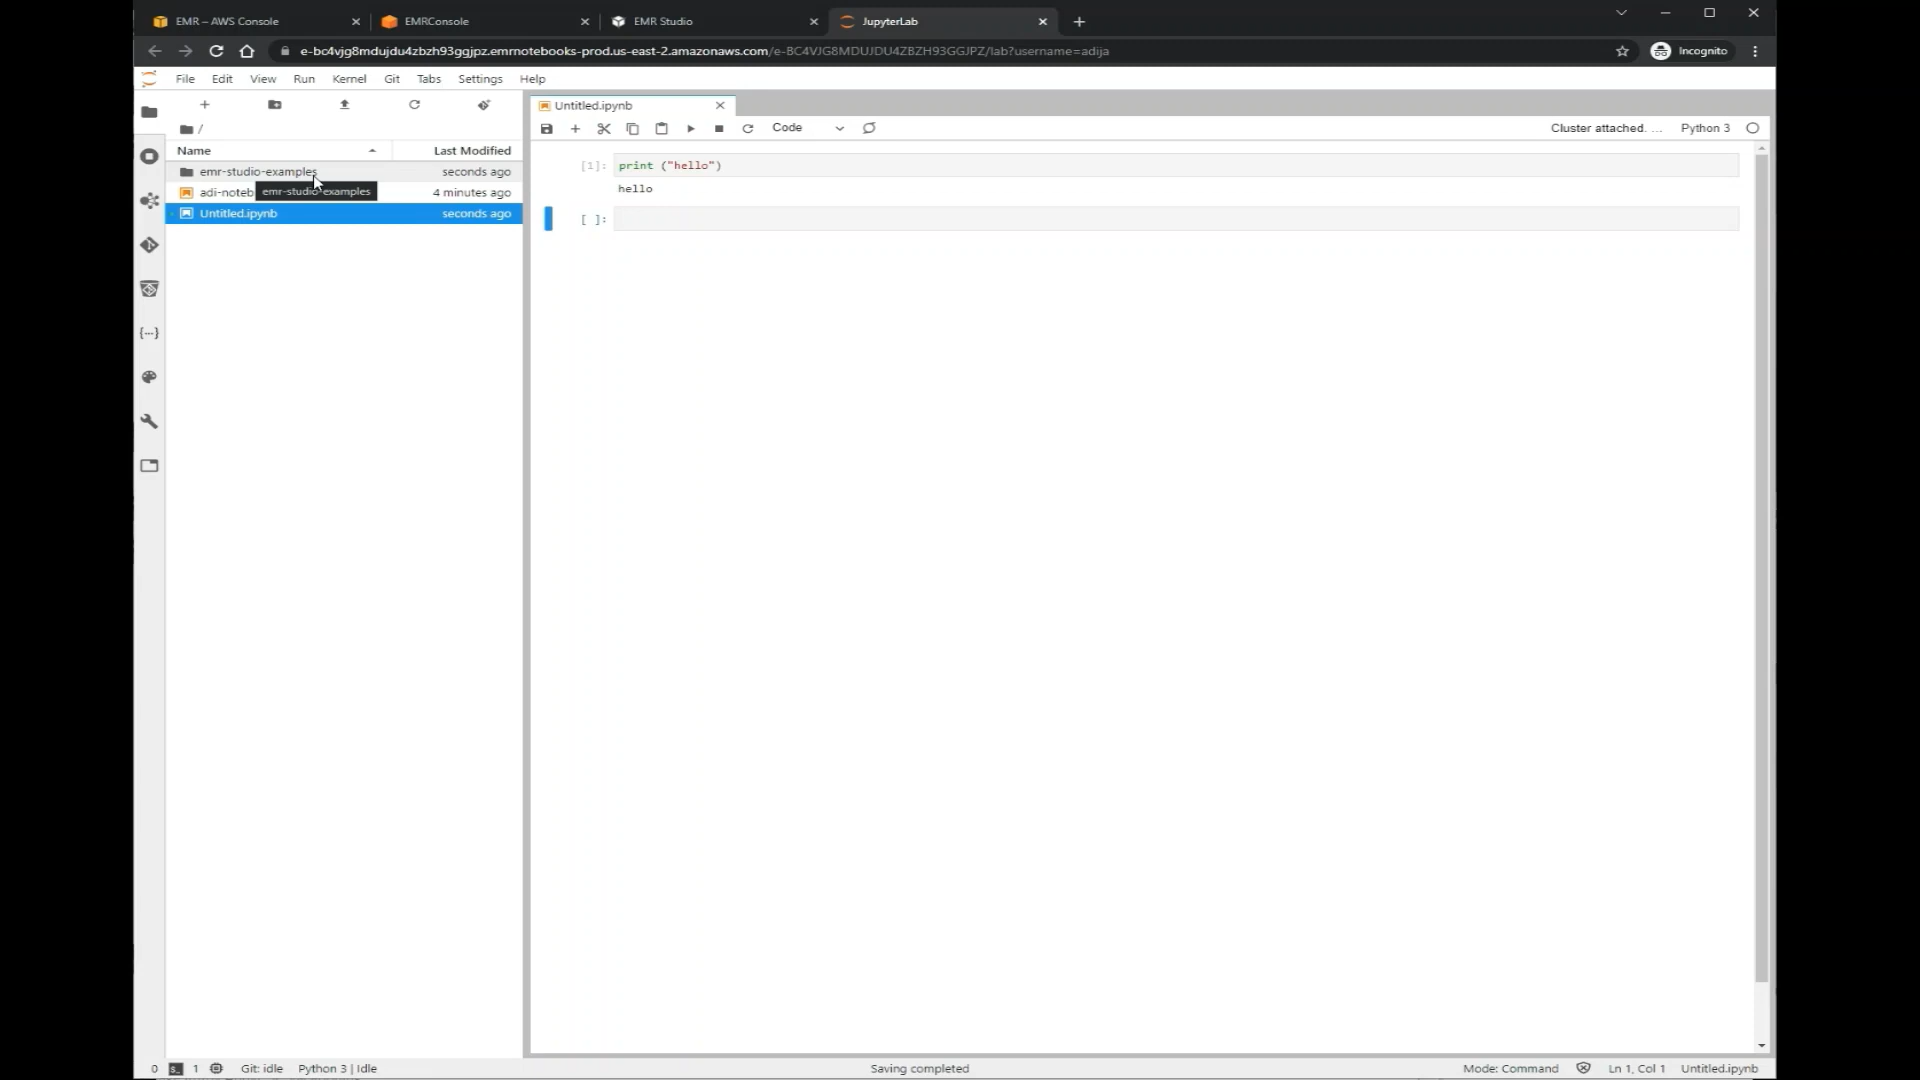 EMR – AWS Console
EMRConsole
EMR Studio
JupyterLab
e-bc4vjg8mdujdu4zbzh93ggjpz.emrnotebooks-prod.us-east-2.amazonaws.com/e-BC4VJG8MDUJDU4ZBZH93GGJPZ/lab?username=adija
Incognito
File Edit View Run Kernel Git Tabs Settings Help
Untitled.ipynb
/
Code
Cluster attached. ...
Python 3
Name
Last Modified
emr-studio-examples
seconds ago
adi-noteb
4 minutes ago
emr-studio-examples
Untitled.ipynb
seconds ago
[1]: print ("hello")
hello
[ ]:
0
1
Git: idle
Python 3 | Idle
Saving completed
Mode: Command
Ln 1, Col 1
Untitled.ipynb